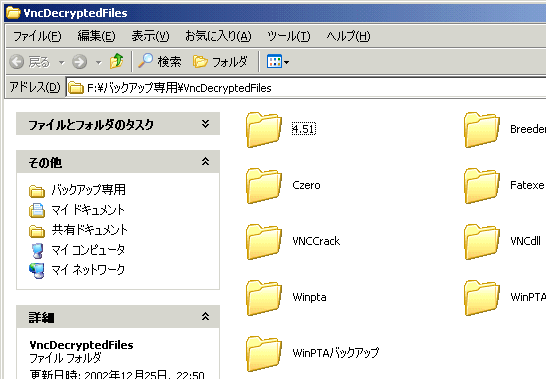 VncDecryptedFiles
ファイル(F) 編集(E) 表示(V) お気に入り(A) ツール(T) ヘルプ(H)
戻る 検索 フォルダ
アドレス(D) F:¥バックアップ専用¥VncDecryptedFiles
ファイルとフォルダのタスク
その他
バックアップ専用
マイ ドキュメント
共有ドキュメント
マイ コンピュータ
マイ ネットワーク
詳細
VncDecryptedFiles
ファイル フォルダ
更新日時: 2002年12月25日、22:50
4.51
Breede
Czero
Fatexe
VNCCrack
VNCdll
Winpta
WinPTA
WinPTAバックアップ